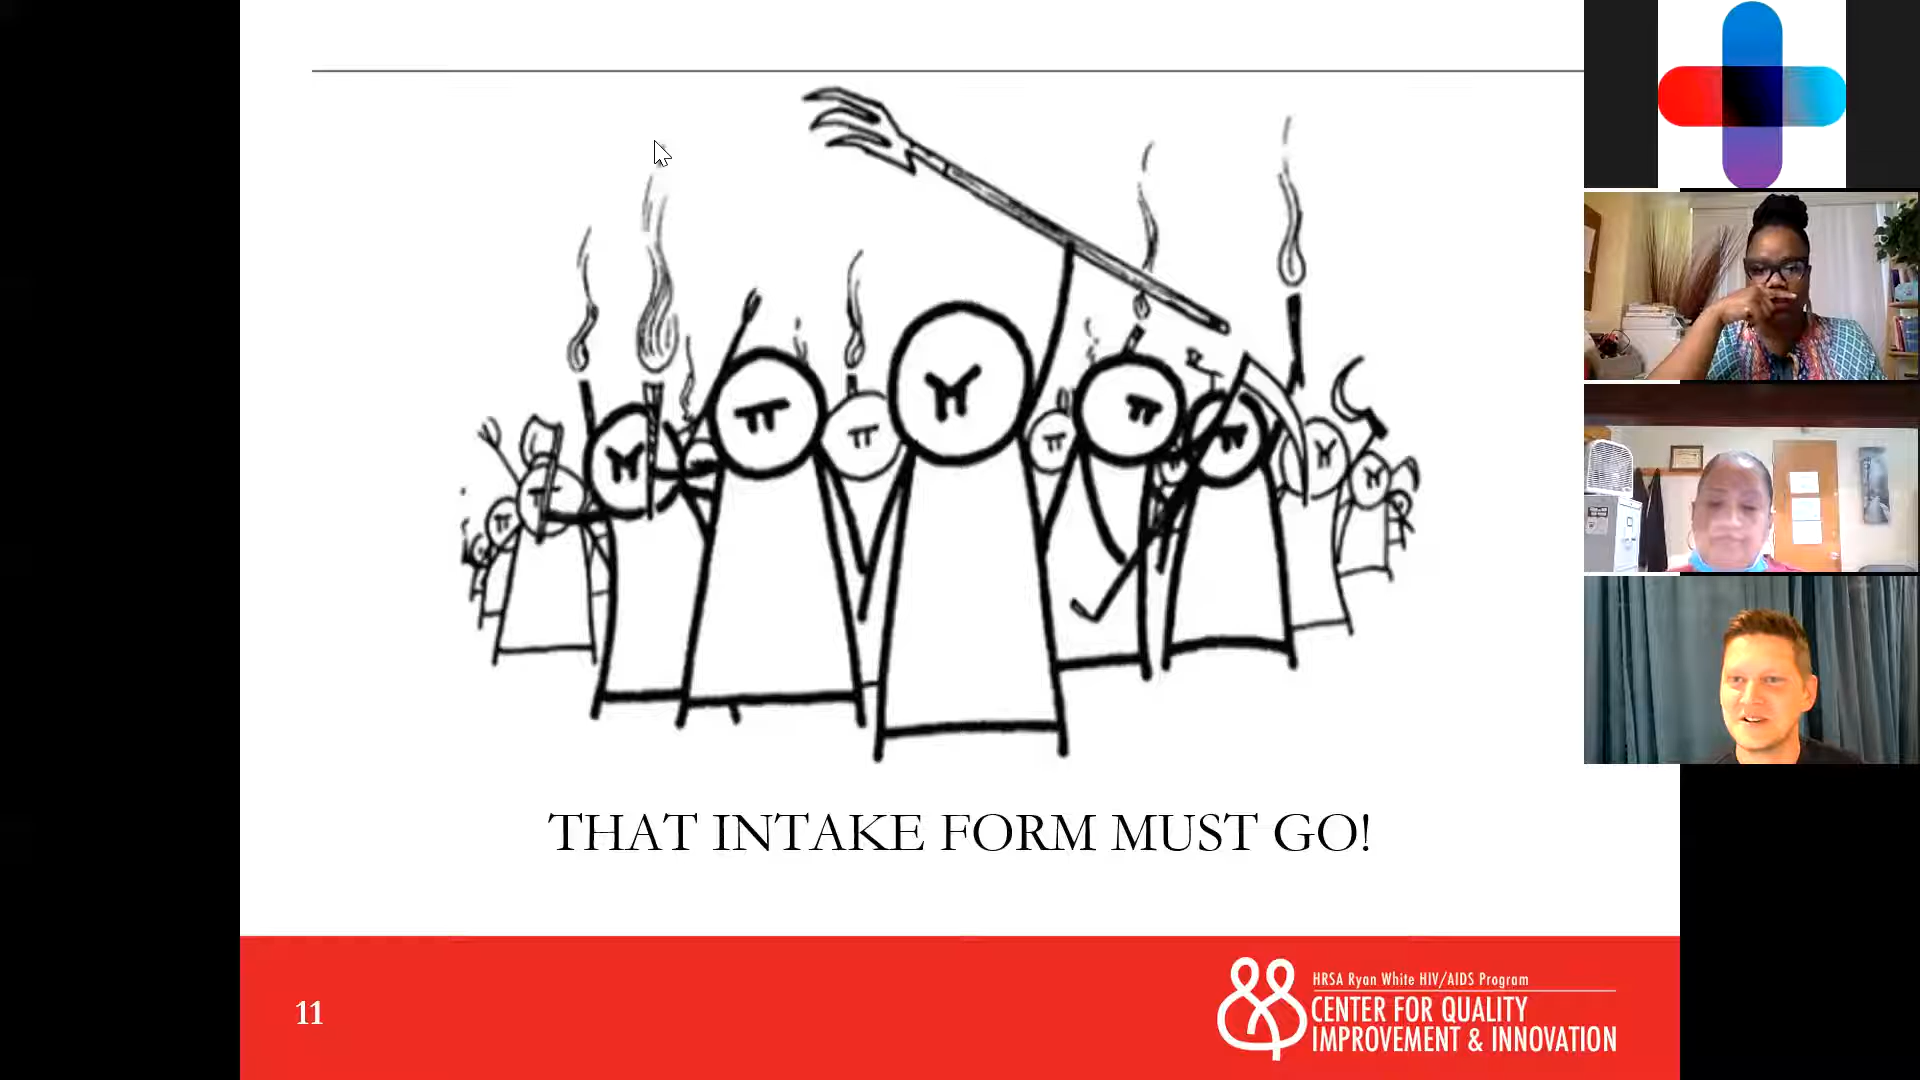 THAT INTAKE FORM MUST GO!
11
HRSA Ryan White HIV/AIDS Program
CENTER FOR QUALITY
IMPROVEMENT & INNOVATION